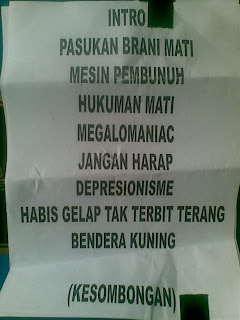 INTRO
PASUKAN BRANI MATI
MESIN PEMBUNUH
HUKUMAN MATI
MEGALOMANIAC
JANGAN HARAP
DEPRESIONISME
HABIS GELAP TAK TERBIT TERANG
BENDERA KUNING
(KESOMBONGAN)